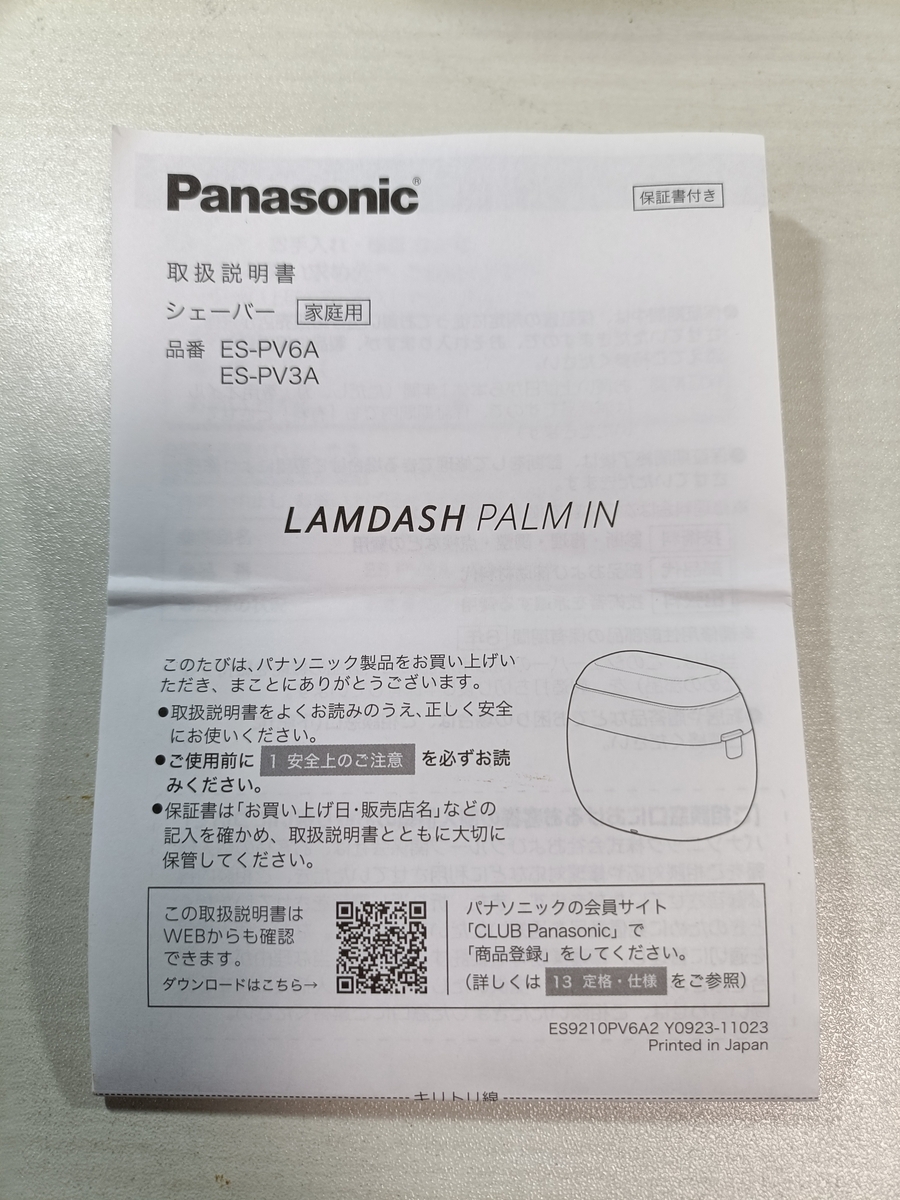 Panasonic®
保証書付き
取扱説明書
シェーバー 家庭用
品番 ES-PV6A
ES-PV3A
LAMDASH PALM IN
このたびは、パナソニック製品をお買い上げい
ただき、まことにありがとうございます。
●取扱説明書をよくお読みのうえ、正しく安全
にお使いください。
●ご使用前に 1 安全上のご注意 を必ずお読
みください。
●保証書は「お買い上げ日・販売店名」などの
記入を確かめ、取扱説明書とともに大切に
保管してください。
この取扱説明書は
WEBからも確認
できます。
ダウンロードはこちら→
パナソニックの会員サイト
「CLUB Panasonic」で
「商品登録」をしてください。
(詳しくは 13 定格・仕様 をご参照)
ES9210PV6A2 Y0923-11023
Printed in Japan
キリトリ線